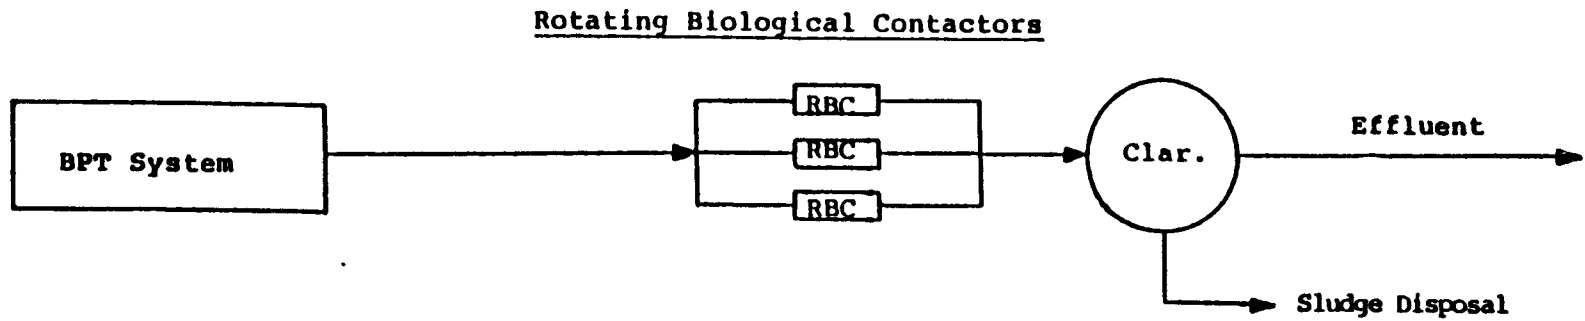 Rotating Biological Contactors
BPT System
RBC
RBC
RBC
Clar.
Effluent
Sludge Disposal